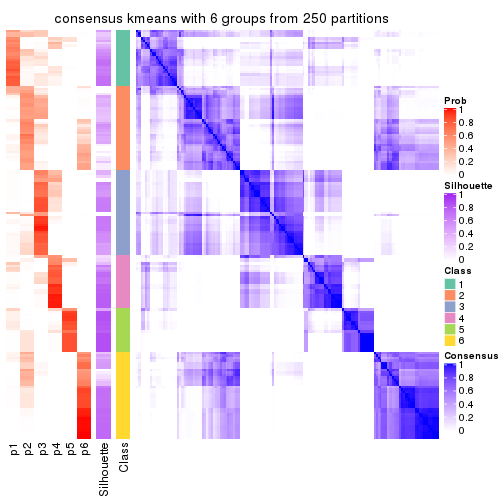 consensus kmeans with 6 groups from 250 partitions
Prob
1
0.8
0.6
0.4
0.2
0
Silhouette
1
0.8
0.6
0.4
0.2
0
Class
1
2
3
4
5
6
Consensus
1
0.8
0.6
0.4
0.2
0
p1
p2
p3
p4
p5
p6
Silhouette
Class